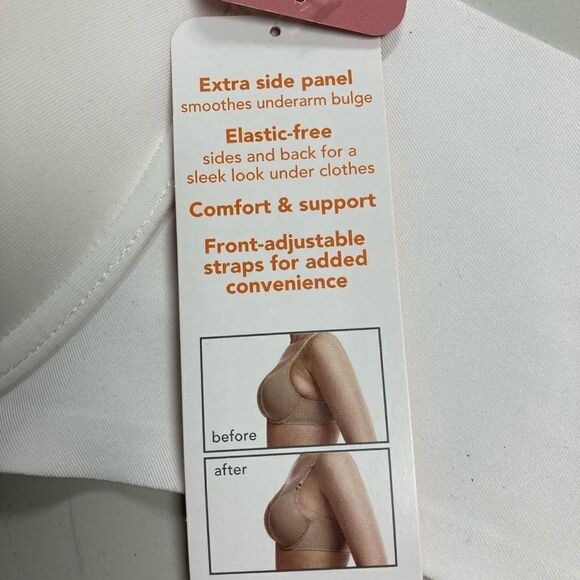 Extra side panel
smoothes underarm bulge
Elastic-free
sides and back for a
sleek look under clothes
Comfort & support
Front-adjustable
straps for added
convenience
before
after